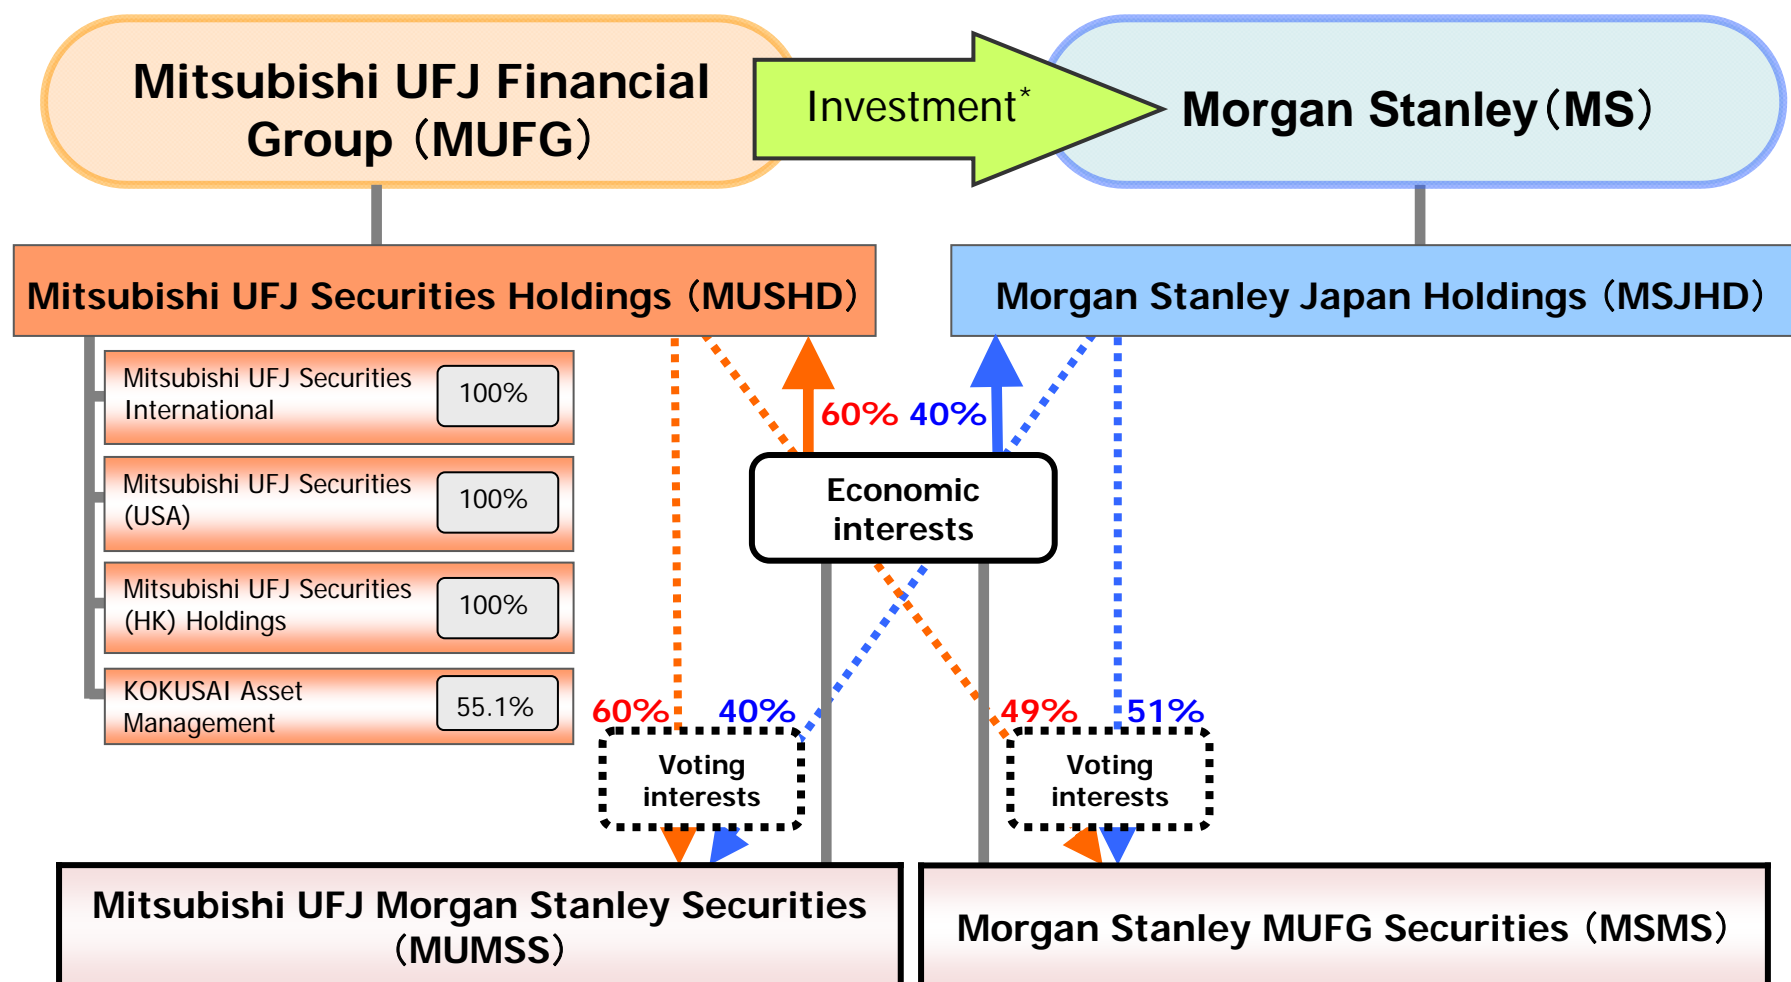 Mitsubishi UFJ Financial
Group (MUFG)
Investment*
Morgan Stanley(MS)
Mitsubishi UFJ Securities Holdings (MUSHD)
Morgan Stanley Japan Holdings (MSJHD)
Mitsubishi UFJ Securities
International
100%
Mitsubishi UFJ Securities
(USA)
100%
Mitsubishi UFJ Securities
(HK) Holdings
100%
KOKUSAI Asset
Management
55.1%
60% 40%
Economic
interests
60% 40%
Voting
interests
49% 51%
Voting
interests
Mitsubishi UFJ Morgan Stanley Securities
(MUMSS)
Morgan Stanley MUFG Securities (MSMS)